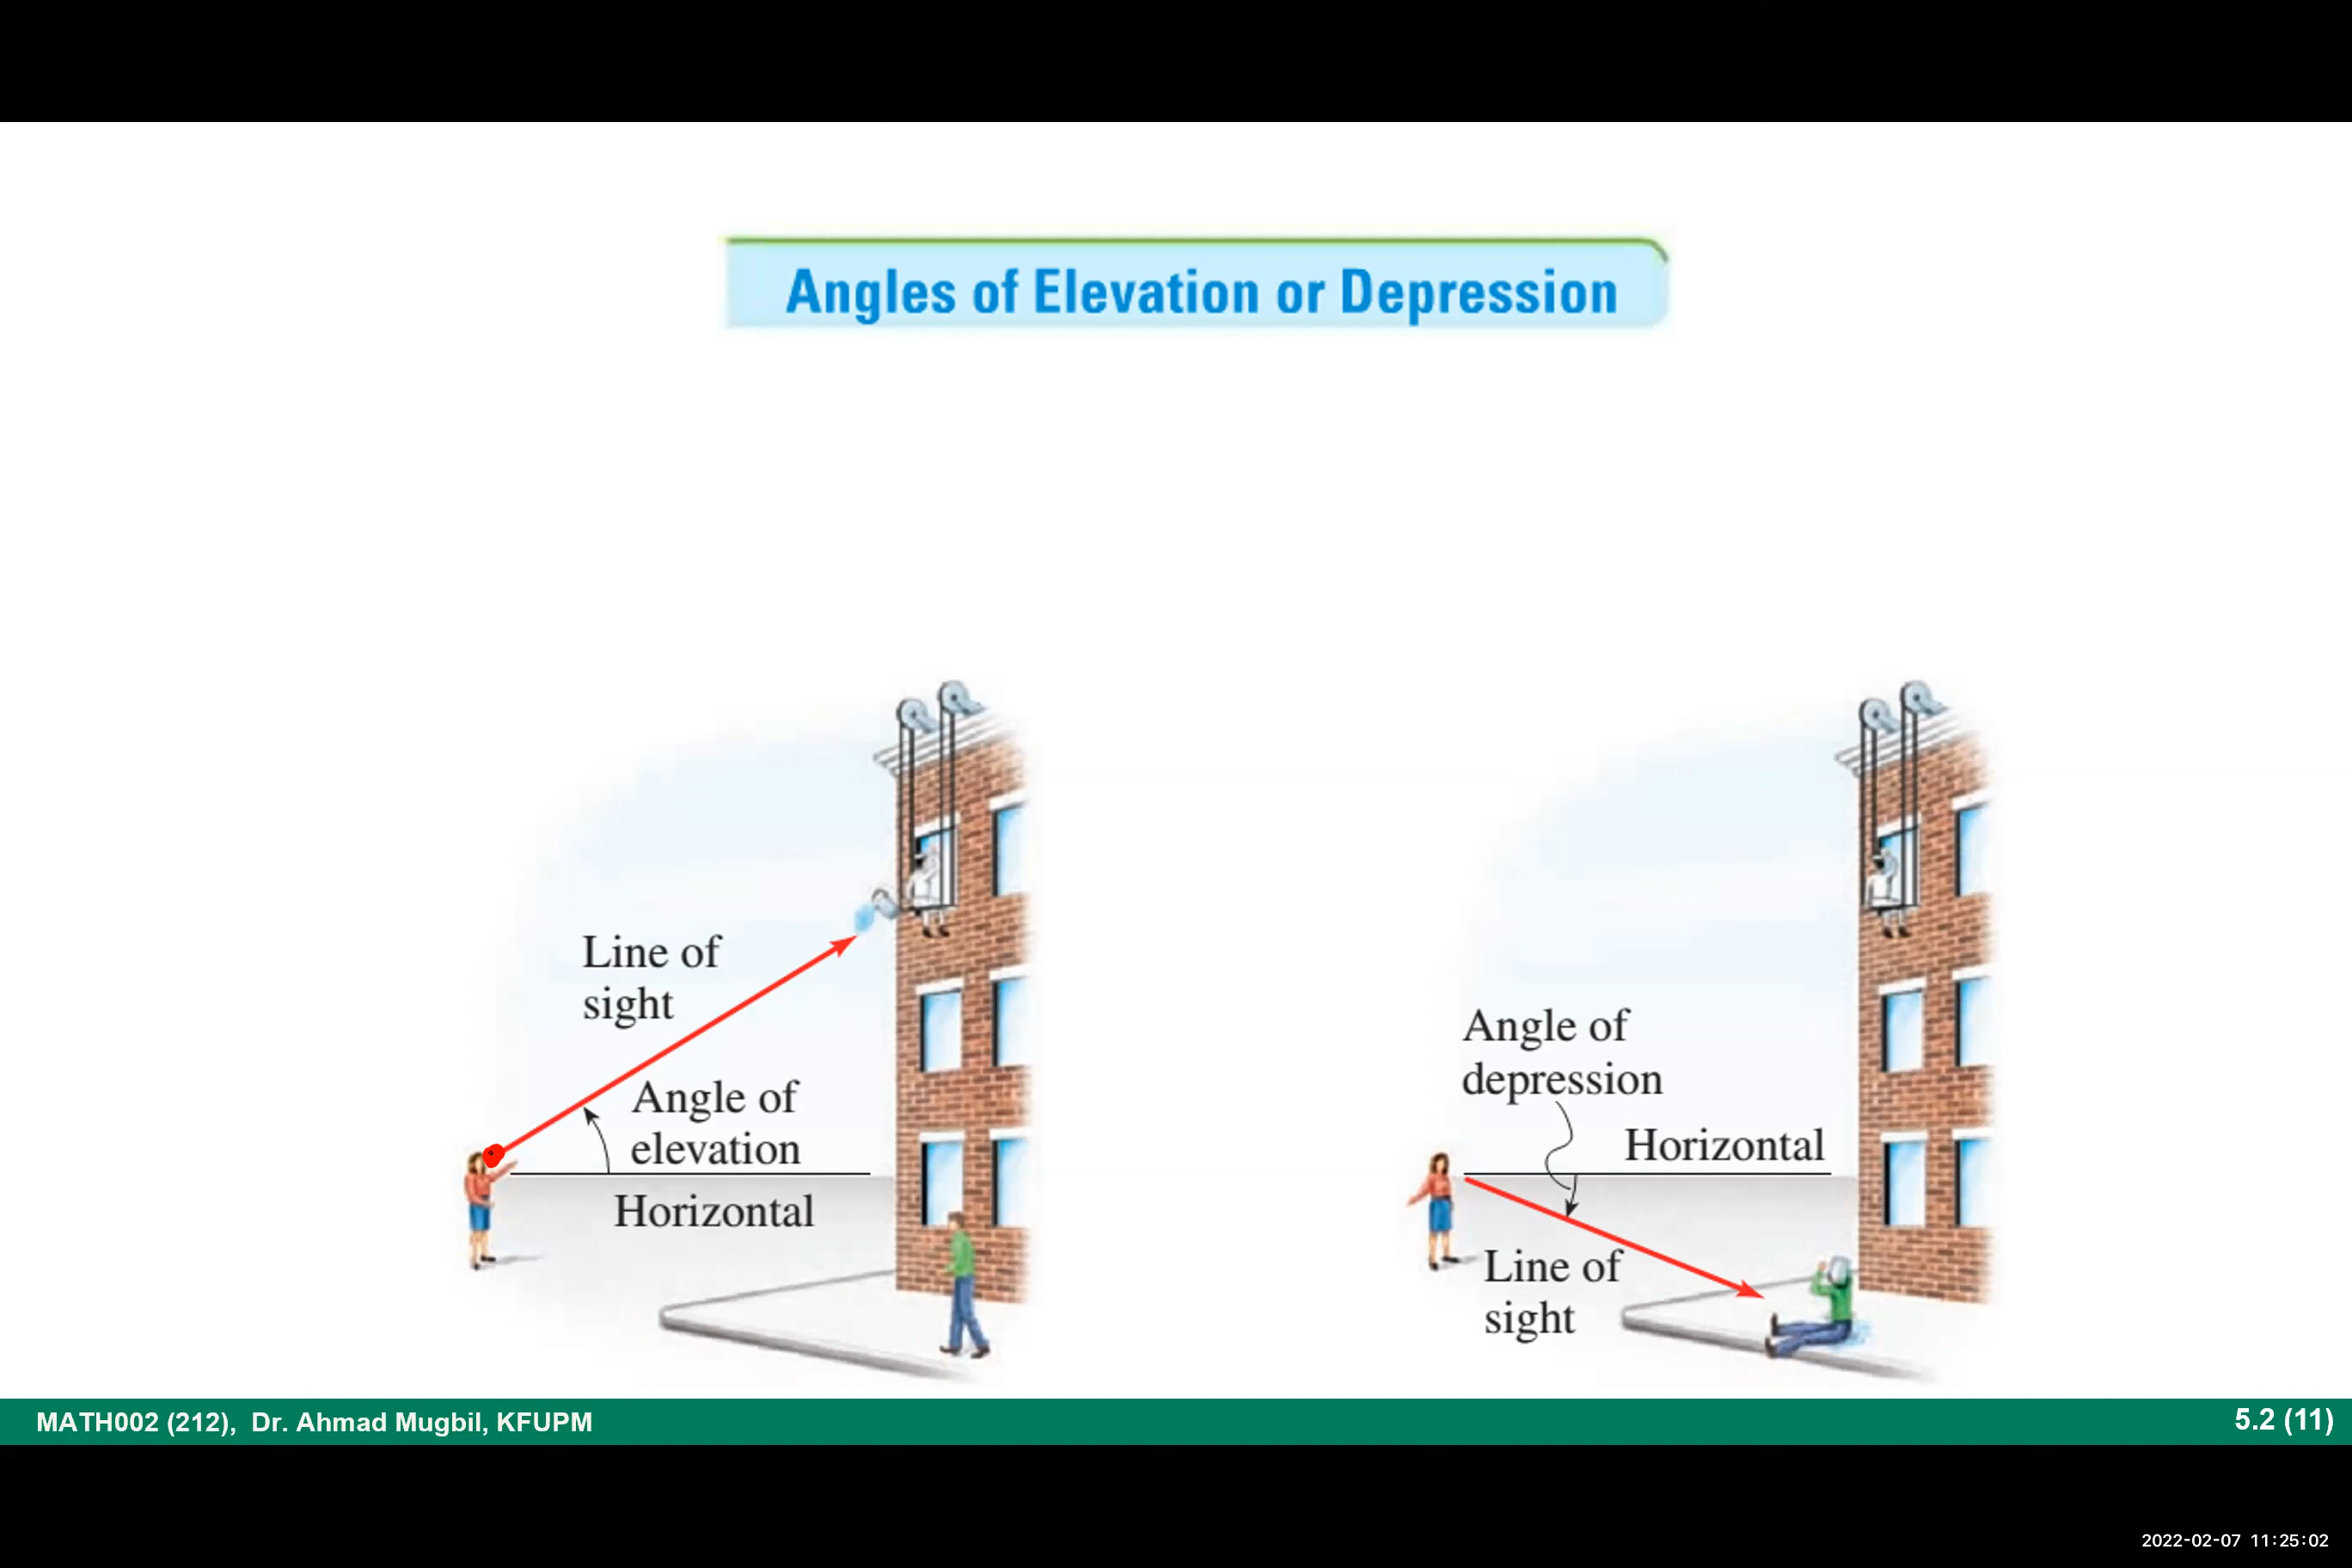 Angles of Elevation or Depression
Line of
sight
Angle of
elevation
Horizontal
Angle of
depression
Horizontal
Line of
sight
MATH002 (212), Dr. Ahmad Mugbil, KFUPM
5.2 (11)
2022-02-07 11:25:02